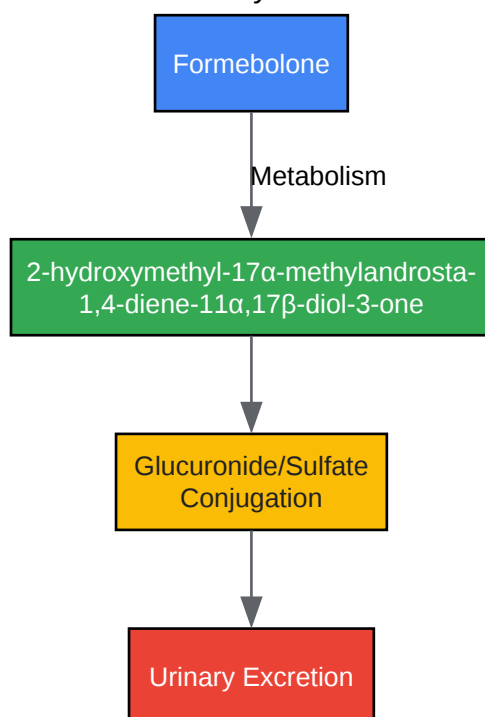 Formebolone
Metabolism
2-hydroxymethyl-17α-methylandrosta-
1,4-diene-11α,17β-diol-3-one
Glucuronide/Sulfate
Conjugation
Urinary Excretion